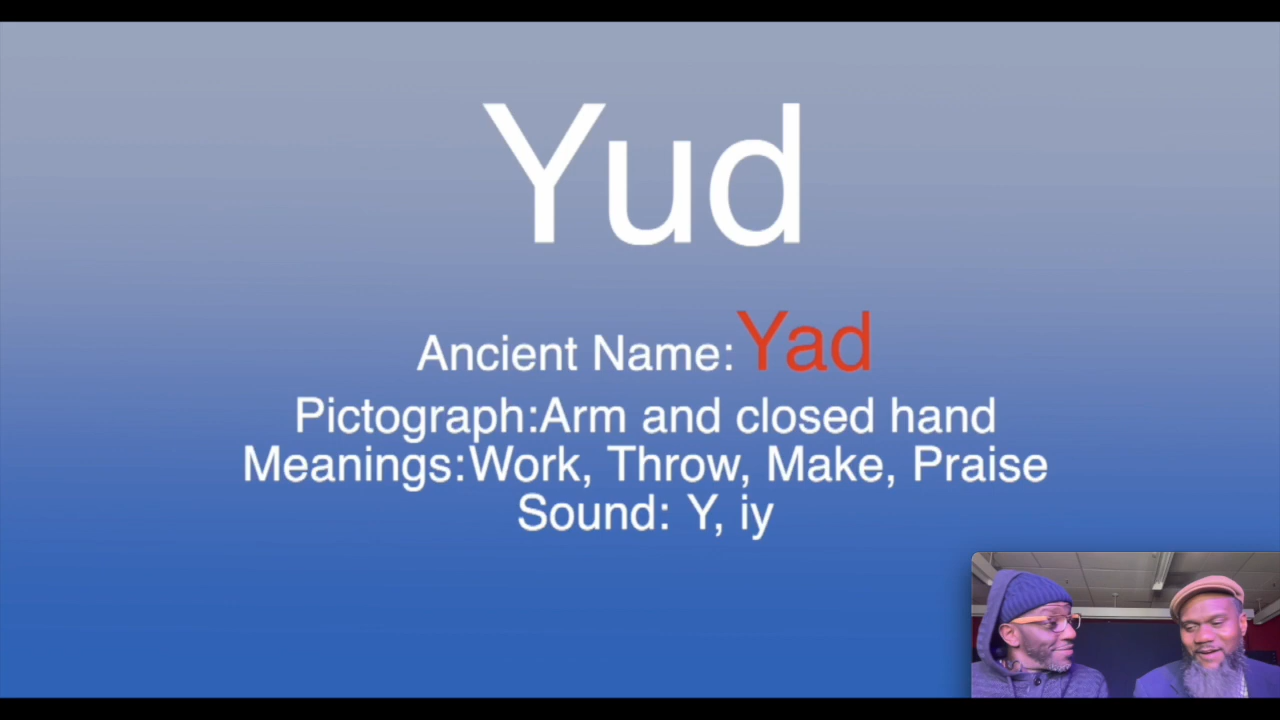 Yud
Ancient Name: Yad
Pictograph:Arm and closed hand
Meanings:Work, Throw, Make, Praise
Sound: Y, iy